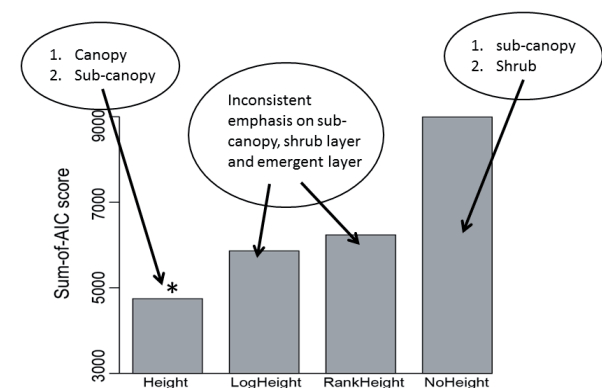 1. Canopy
2. Sub-canopy
Inconsistent
emphasis on sub-
canopy, shrub layer
and emergent layer
1. sub-canopy
2. Shrub
Sum-of-AIC score
9000
7000
5000
3000
*
Height LogHeight RankHeight NoHeight